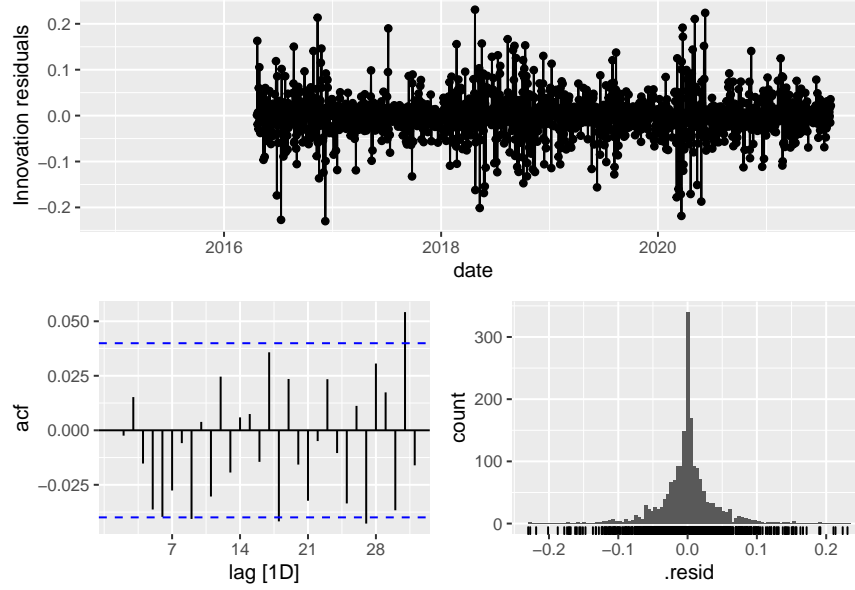 Innovation residuals
0.2
0.1
0.0
−0.1
−0.2
2016 2018 2020
date
acf
0.050
0.025
0.000
−0.025
7 14 21 28
lag [1D]
count
300
200
100
0
−0.2 −0.1 0.0 0.1 0.2
.resid